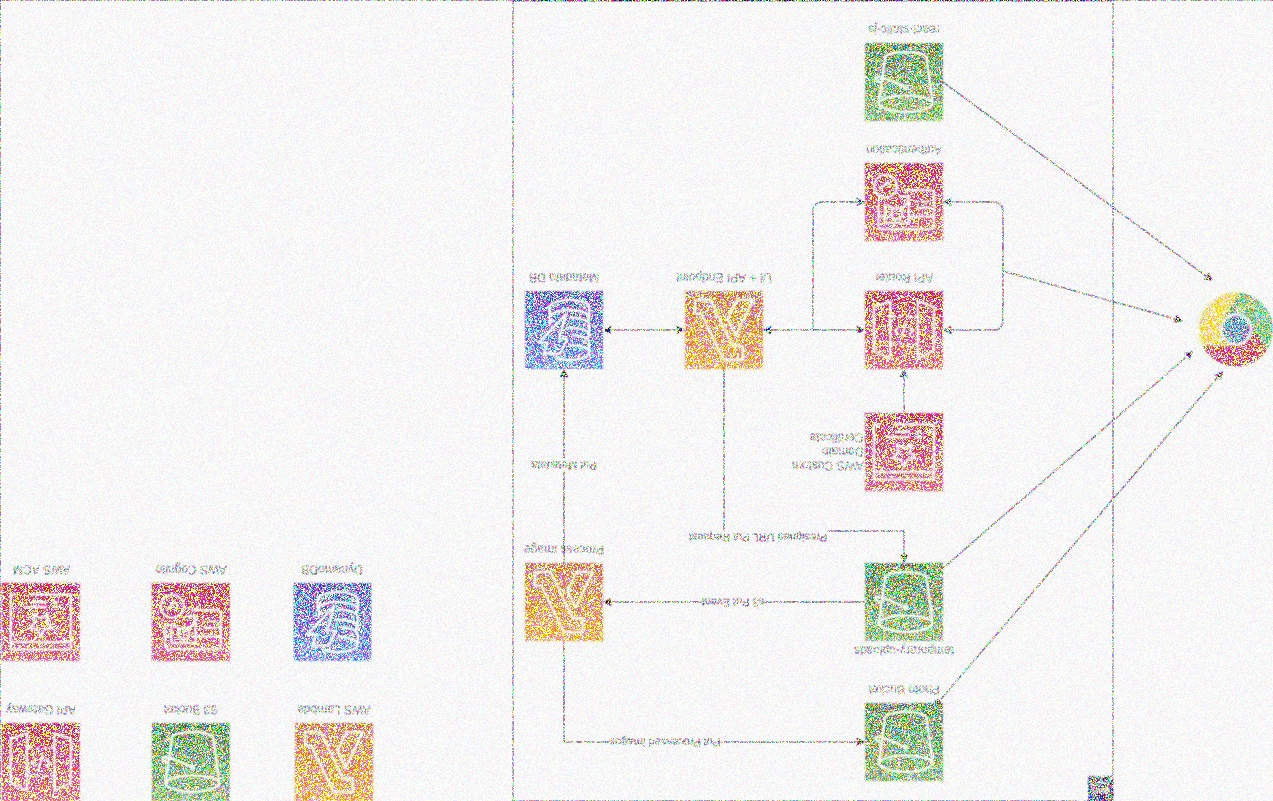 Put Processed Images
AWS Lambda
S3 Bucket
API Gateway
Photo Bucket
temporary-uploads
s3 Put Event
DynamoDB
AWS Cognito
AWS ACM
Process Image
Presigned URL Put Request
AWS Custom
Domain
Certificate
Put Metadata
API Router
UI + API Endpoint
Metadata DB
Authentication
react-static-js